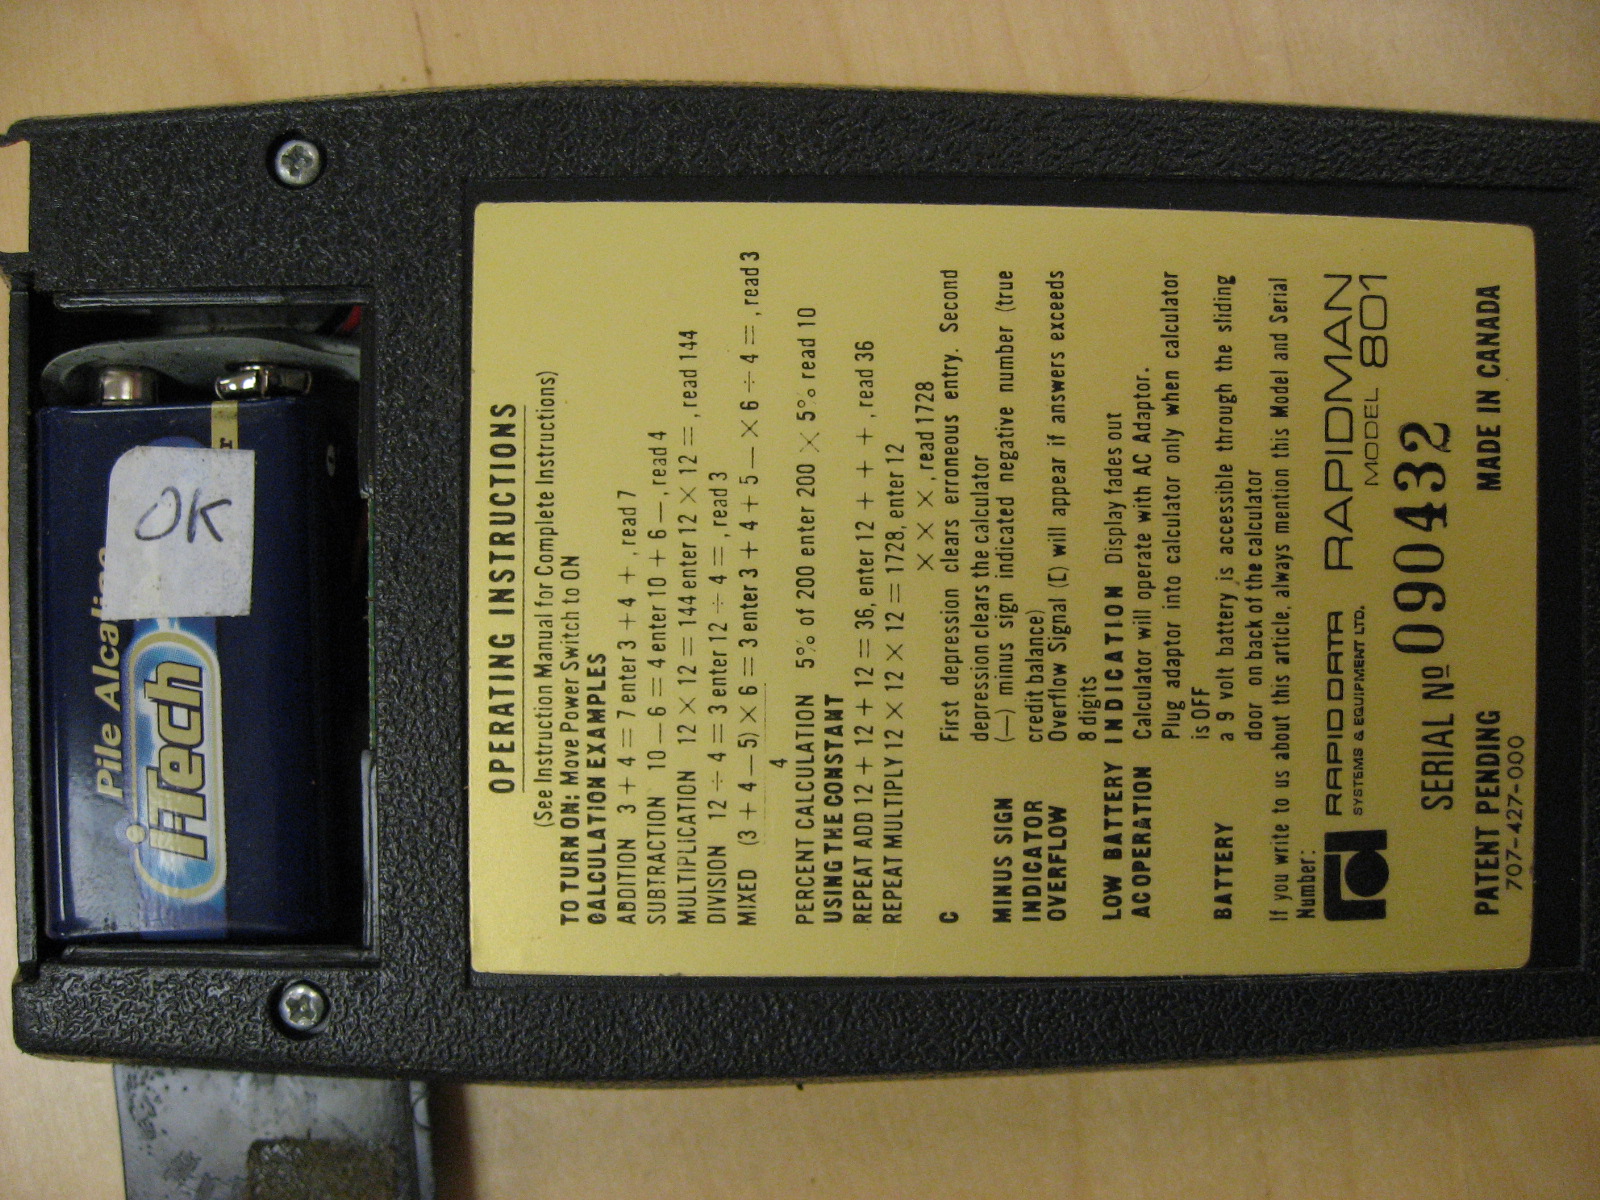 Pile Alcaline
i-Tech
OK
OPERATING INSTRUCTIONS
(See Instruction Manual for Complete Instructions)
TO TURN ON: Move Power Switch to ON
CALCULATION EXAMPLES
ADDITION 3 + 4 = 7 enter 3 + 4 + , read 7
SUBTRACTION 10 — 6 = 4 enter 10 + 6 —, read 4
MULTIPLICATION 12 × 12 = 144 enter 12 × 12 =, read 144
DIVISION 12 ÷ 4 = 3 enter 12 ÷ 4 =, read 3
MIXED (3 + 4 — 5) × 6 = 3 enter 3 + 4 + 5 — × 6 ÷ 4 =, read 3
4
PERCENT CALCULATION 5% of 200 enter 200 × 5% read 10
USING THE CONSTANT
REPEAT ADD 12 + 12 + 12 = 36, enter 12 + + + , read 36
REPEAT MULTIPLY 12 × 12 × 12 = 1728, enter 12
× × ×, read 1728
C First depression clears erroneous entry. Second
depression clears the calculator
MINUS SIGN (—) minus sign indicated negative number (true
INDICATOR credit balance)
OVERFLOW Overflow Signal (C) will appear if answers exceeds
8 digits
LOW BATTERY INDICATION Display fades out
AC OPERATION Calculator will operate with AC Adaptor.
Plug adaptor into calculator only when calculator
is OFF
BATTERY a 9 volt battery is accessible through the sliding
door on back of the calculator
If you write to us about this article, always mention this Model and Serial
Number:
RAPIDATA RAPIDMAN
SYSTEMS & EQUIPMENT LTD. MODEL 801
SERIAL Nº 090432
PATENT PENDING MADE IN CANADA
707-427-000